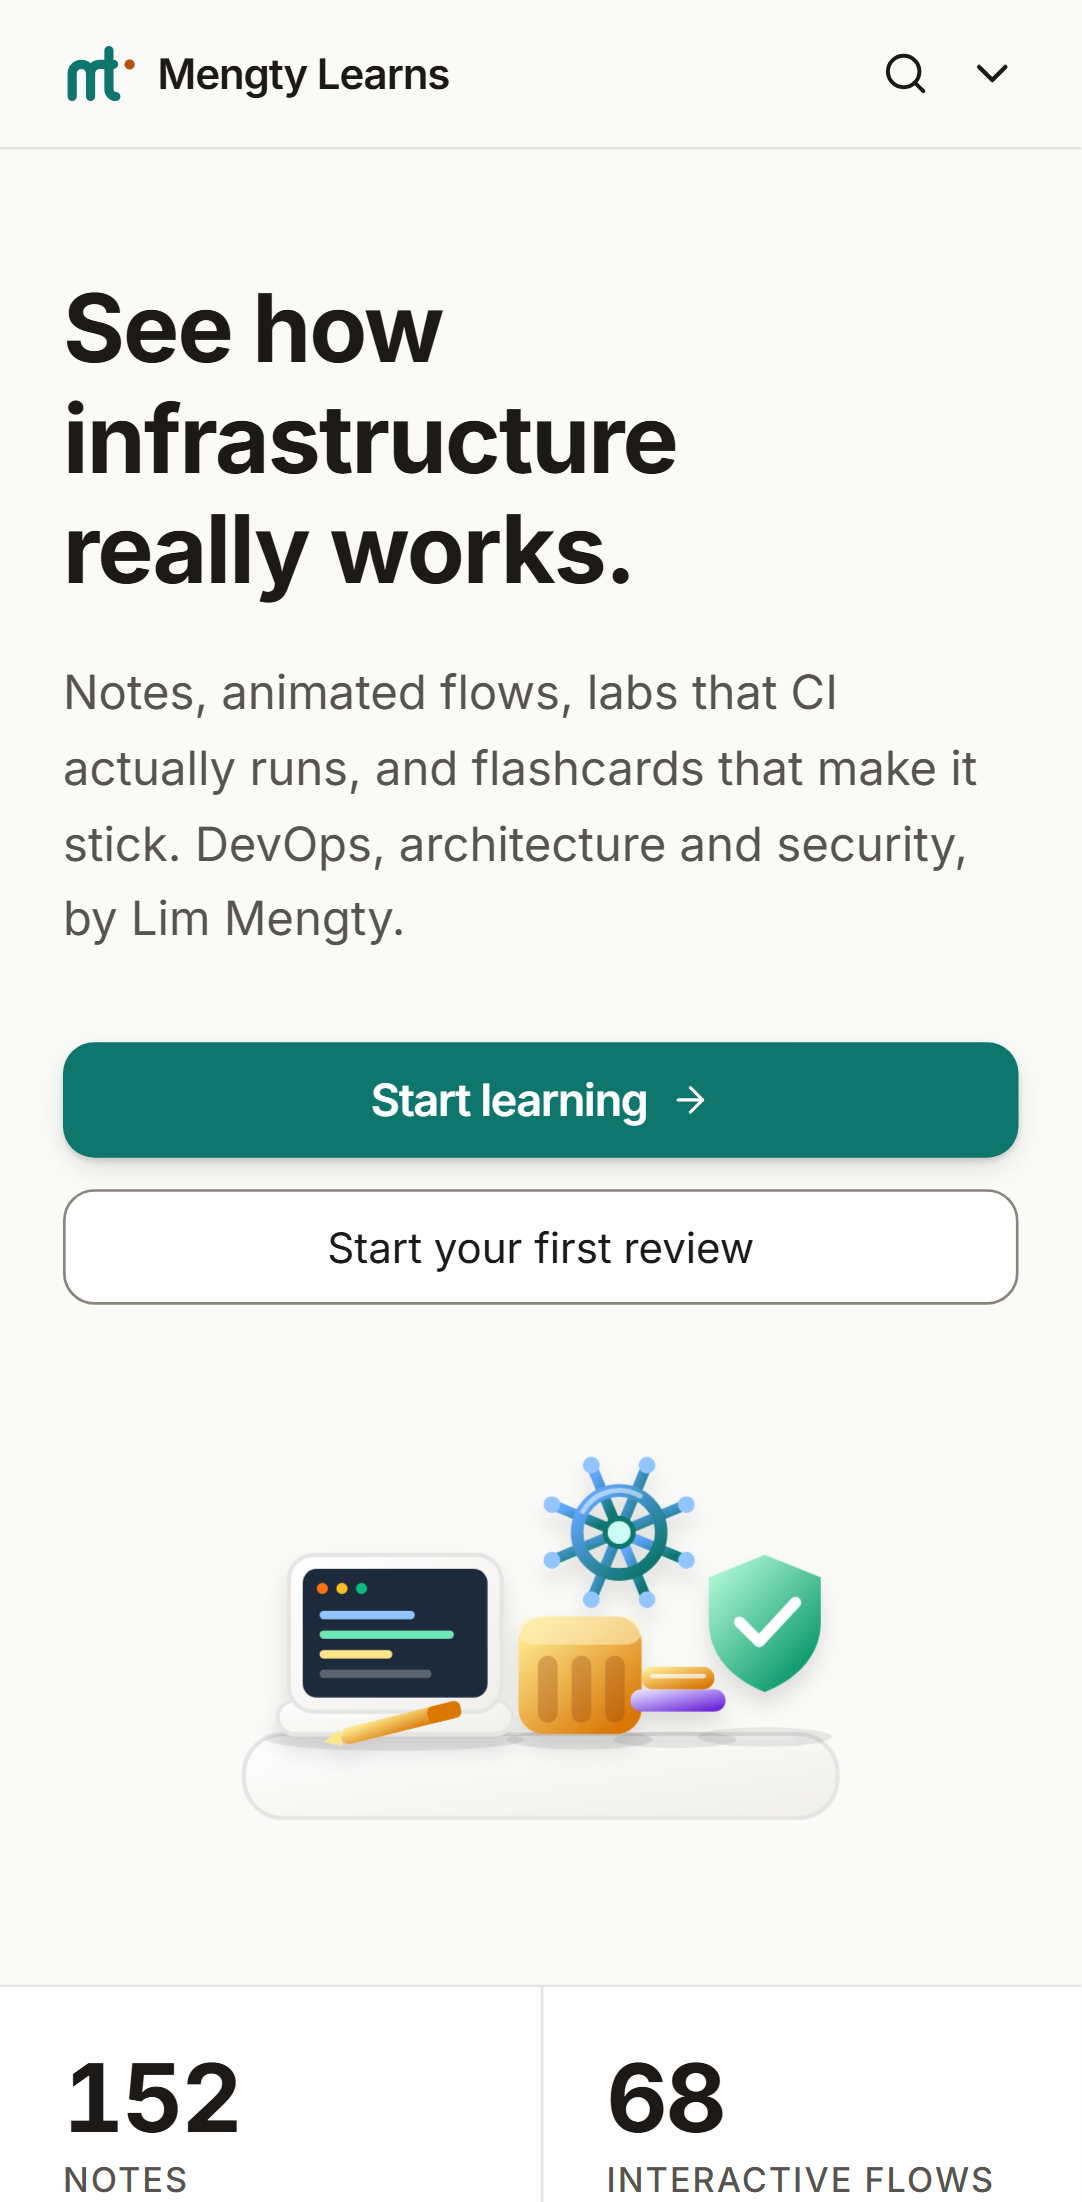 mt Mengty Learns
See how
infrastructure
really works.
Notes, animated flows, labs that CI
actually runs, and flashcards that make it
stick. DevOps, architecture and security,
by Lim Mengty.
Start learning →
Start your first review
152
NOTES
68
INTERACTIVE FLOWS